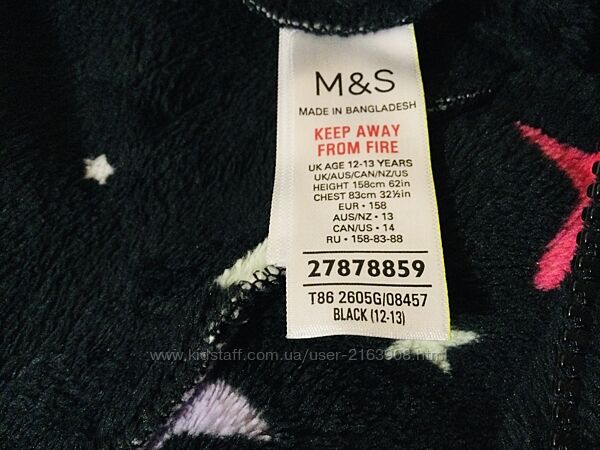 M&S
MADE IN BANGLADESH
KEEP AWAY
FROM FIRE
UK AGE 12-13 YEARS
UK/AUS/CAN/NZ/US
HEIGHT 158cm 62in
CHEST 83cm 32½in
EUR • 158
AUS/NZ • 13
CAN/US • 14
RU • 158-83-88
27878859
T86 2605G/08457
BLACK (12-13)
www.kidstaff.com.ua/user-2163908.html